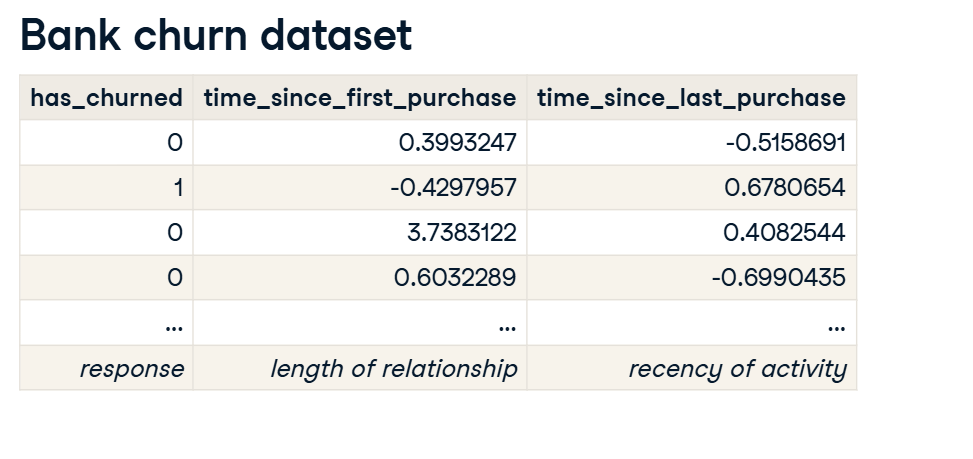 Bank churn dataset
has_churned time_since_first_purchase time_since_last_purchase
0 0.3993247 -0.5158691
1 -0.4297957 0.6780654
0 3.7383122 0.4082544
0 0.6032289 -0.6990435
... ... ...
response length of relationship recency of activity